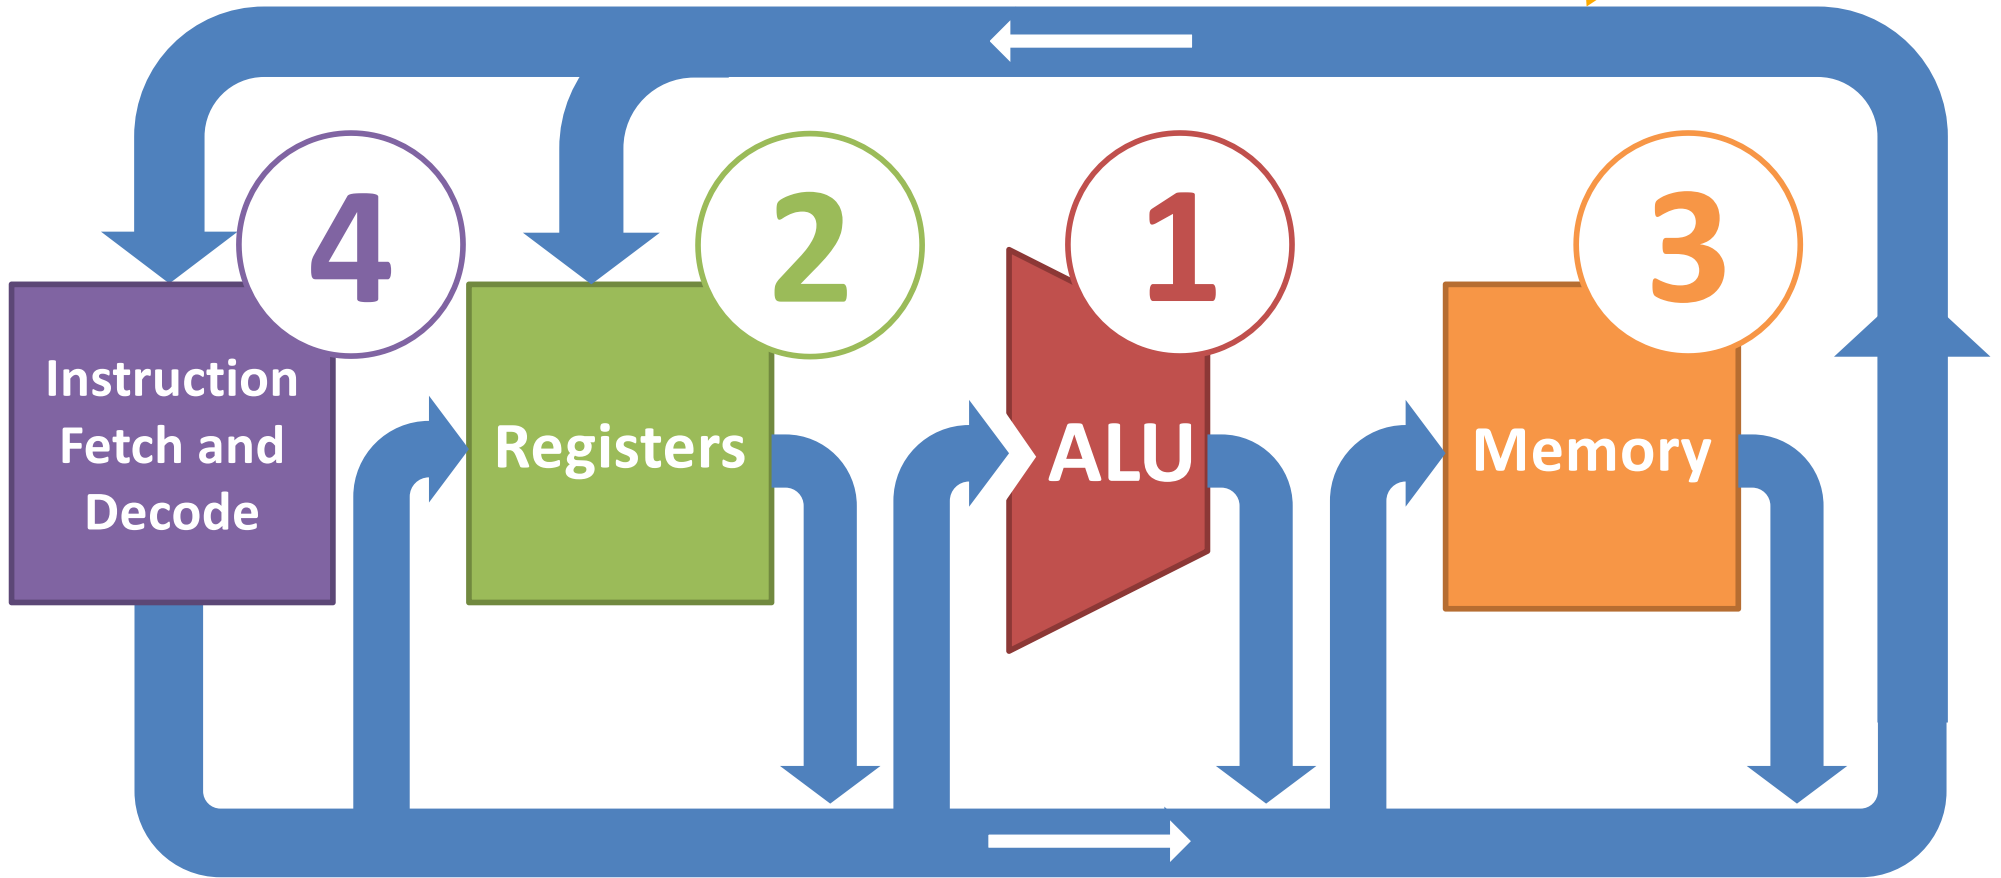 4
2
1
3
Instruction
Fetch and
Decode
Registers
ALU
Memory